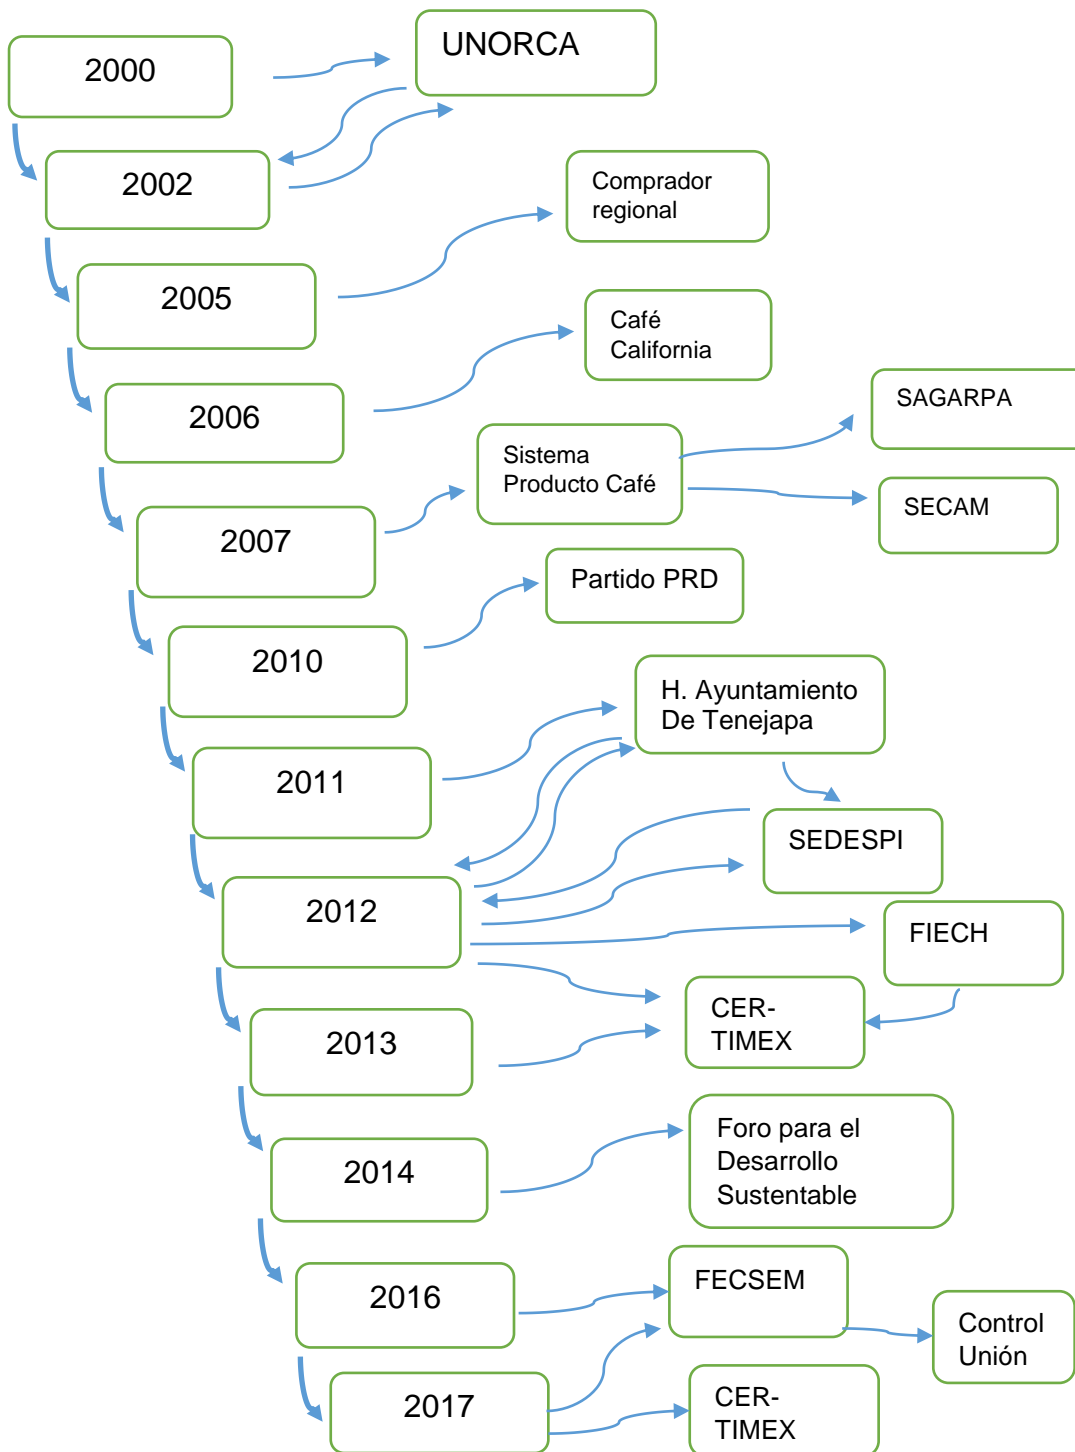 2000
UNORCA
2002
Comprador
regional
2005
Café
California
2006
SAGARPA
Sistema
Producto Café
SECAM
2007
Partido PRD
2010
H. Ayuntamiento
De Tenejapa
2011
SEDESPI
2012
FIECH
CER-
TIMEX
2013
Foro para el
Desarrollo
Sustentable
2014
FECSEM
2016
Control
Unión
2017
CER-
TIMEX